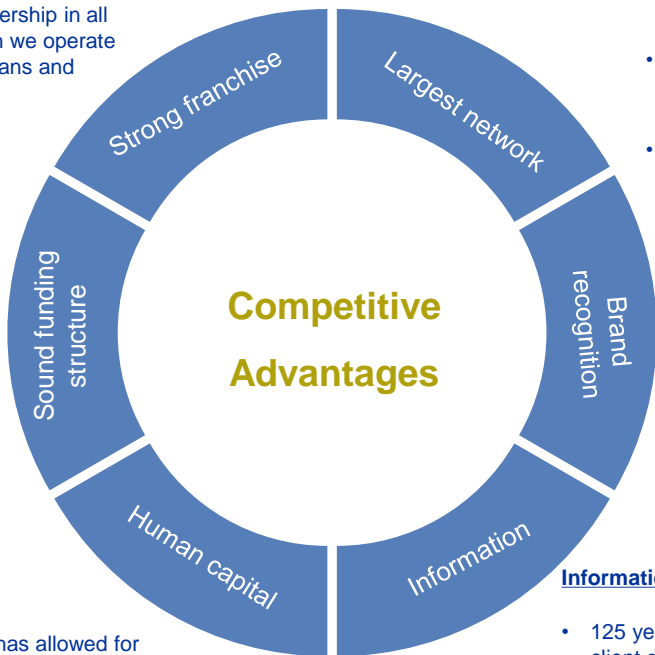 ership in all
we operate
ans and
•
•
Strong franchise
Largest network
Sound funding
structure
Brand
recognition
Competitive
Advantages
Human capital
Information
Informatio
has allowed for
• 125 ye